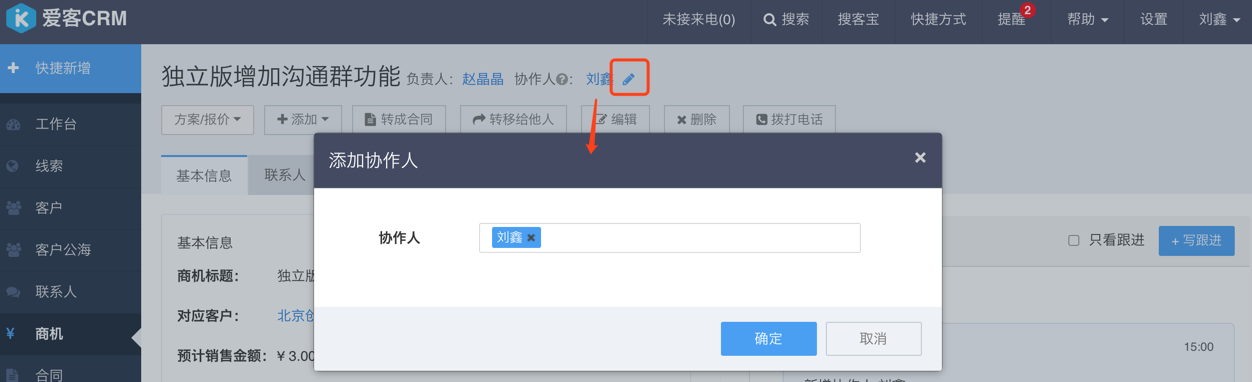 爱客CRM 未接来电(0) 搜索 搜客宝 快捷方式 提醒 2 帮助 设置 刘鑫
快捷新增
工作台
线索
客户
客户公海
联系人
¥ 商机
合同
独立版增加沟通群功能 负责人: 赵晶晶 协作人 ? : 刘鑫
方案/报价 添加 转成合同 转移给他人 编辑 删除 拨打电话
基本信息 联系人
添加协作人 ×
协作人 刘鑫 ×
确定 取消
基本信息
商机标题: 独立版
对应客户: 北京创
预计销售金额: ¥ 3.00
只看跟进 + 写跟进
15:00
新增协作人 刘鑫